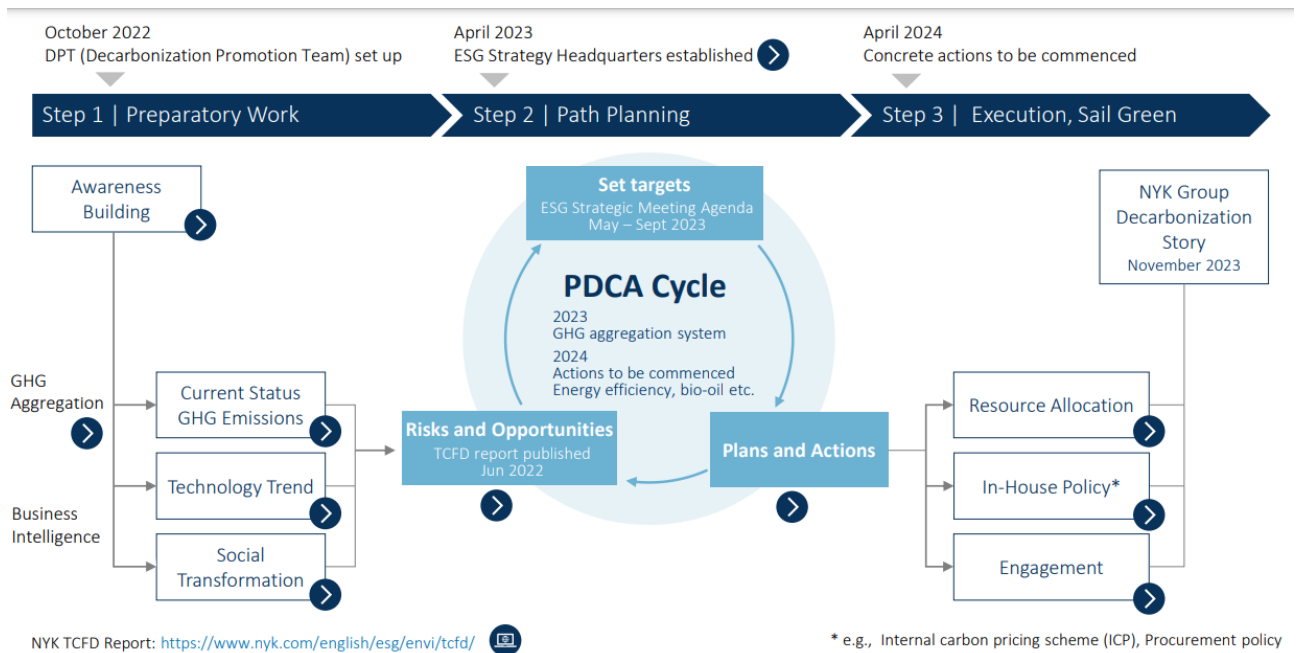 October 2022
DPT (Decarbonization Promotion Team) set up
April 2023
ESG Strategy Headquarters established
April 2024
Concrete actions to be commenced
Step 1 | Preparatory Work
Step 2 | Path Planning
Step 3 | Execution, Sail Green
Awareness
Building
GHG
Aggregation
Business
Intelligence
Current Status
GHG Emissions
Technology Trend
Social
Transformation
Set targets
ESG Strategic Meeting Agenda
May – Sept 2023
PDCA Cycle
2023
GHG aggregation system
2024
Actions to be commenced
Energy efficiency, bio-oil etc.
Risks and Opportunities
TCFD report published
Jun 2022
Plans and Actions
NYK Group
Decarbonization
Story
November 2023
Resource Allocation
In-House Policy*
Engagement
NYK TCFD Report: https://www.nyk.com/english/esg/envi/tcfd/
* e.g., Internal carbon pricing scheme (ICP), Procurement policy